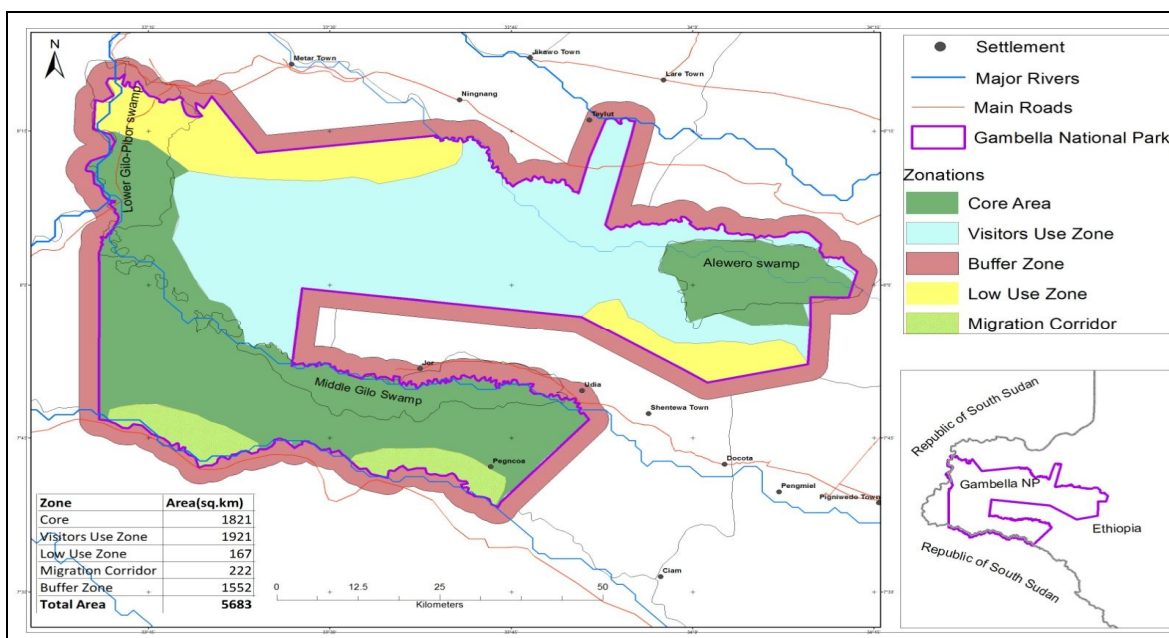 N
Metar Town
Jikawo Town
Lare Town
Ningnang
Teylut
Lower Gilo-Pibor swamp
Alewero swamp
Jor
Middle Gilo Swamp
Udia
Shentewa Town
Pegncoa
Docota
Pengmiel
Pigniwede Town
Ciam
Zone Area(sq.km)
Core 1821
Visitors Use Zone 1921
Low Use Zone 167
Migration Corridor 222
Buffer Zone 1552
Total Area 5683
0 12.5 25 50
Kilometers
Settlement
Major Rivers
Main Roads
Gambella National Park
Zonations
Core Area
Visitors Use Zone
Buffer Zone
Low Use Zone
Migration Corridor
Republic of South Sudan
Gambella NP
Ethiopia
Republic of South Sudan